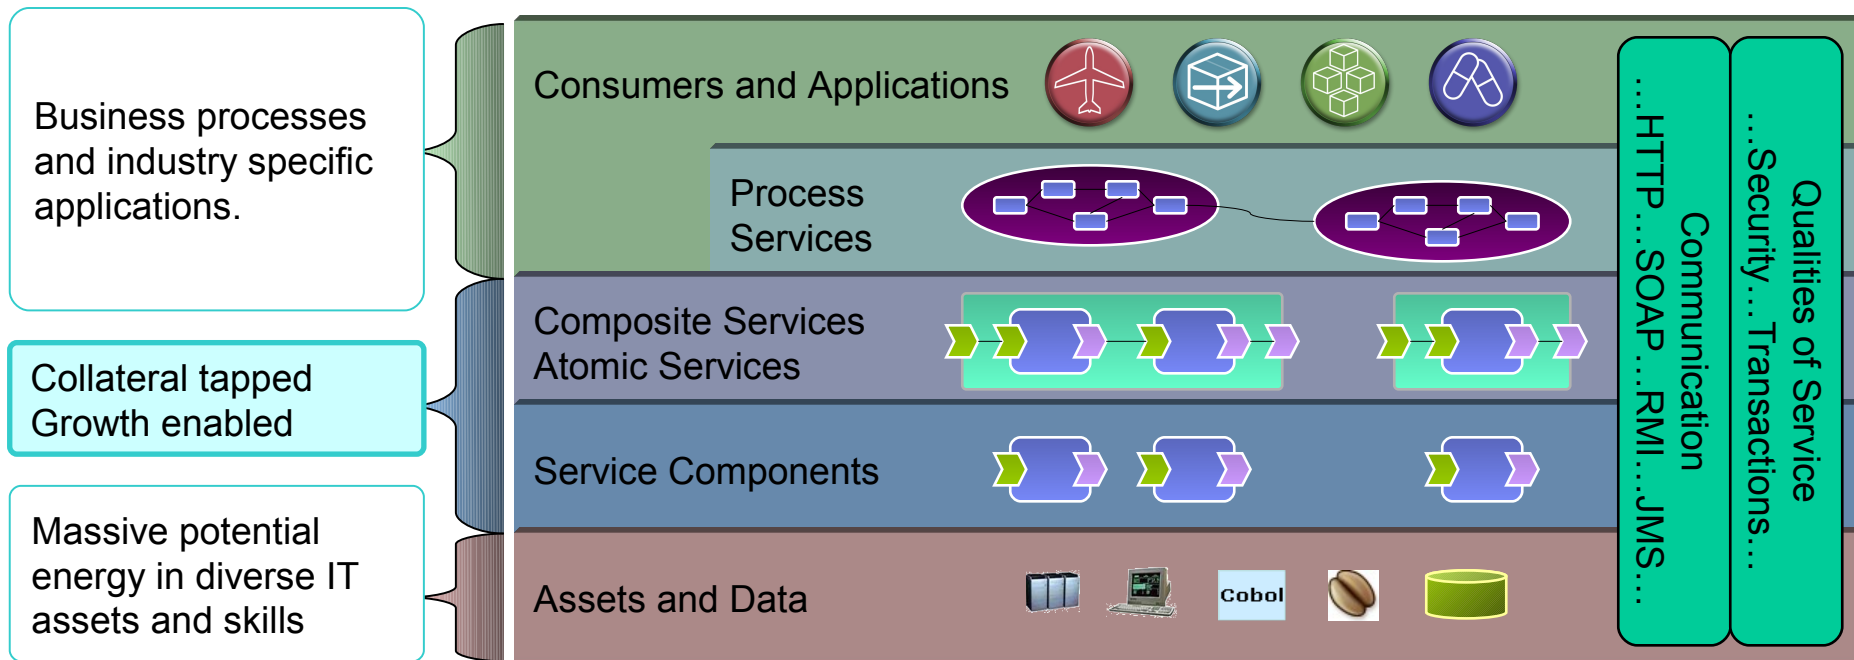 Business processes
and industry specific
applications.
Collateral tapped
Growth enabled
Massive potential
energy in diverse IT
assets and skills
Consumers and Applications
Process
Services
Composite Services
Atomic Services
Service Components
Assets and Data
Cobol
Communication
…HTTP…SOAP…RMI…JMS…
Qualities of Service
…Security…Transactions…